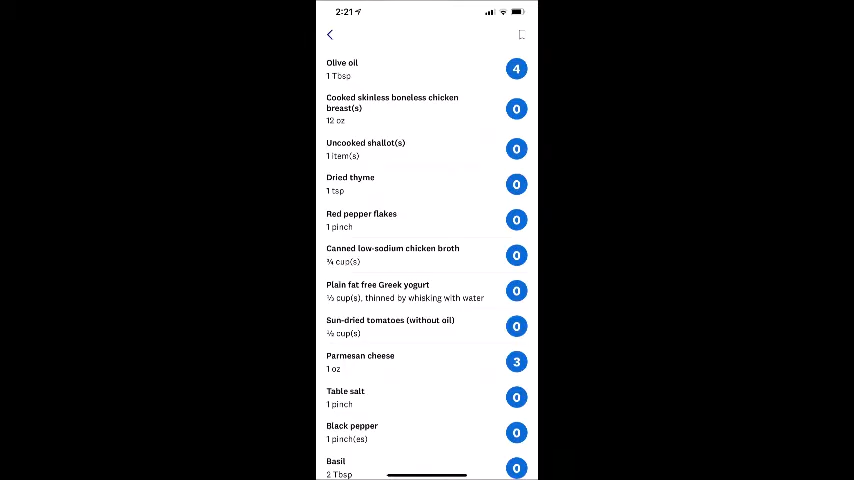 2:21
Olive oil
4
1 Tbsp
Cooked skinless boneless chicken
breast(s)
0
12 oz
Uncooked shallot(s)
0
1 item(s)
Dried thyme
0
1 tsp
Red pepper flakes
0
1 pinch
Canned low-sodium chicken broth
0
¾ cup(s)
Plain fat free Greek yogurt
0
⅓ cup(s), thinned by whisking with water
Sun-dried tomatoes (without oil)
0
½ cup(s)
Parmesan cheese
3
1 oz
Table salt
0
1 pinch
Black pepper
0
1 pinch(es)
Basil
0
2 Tbsp